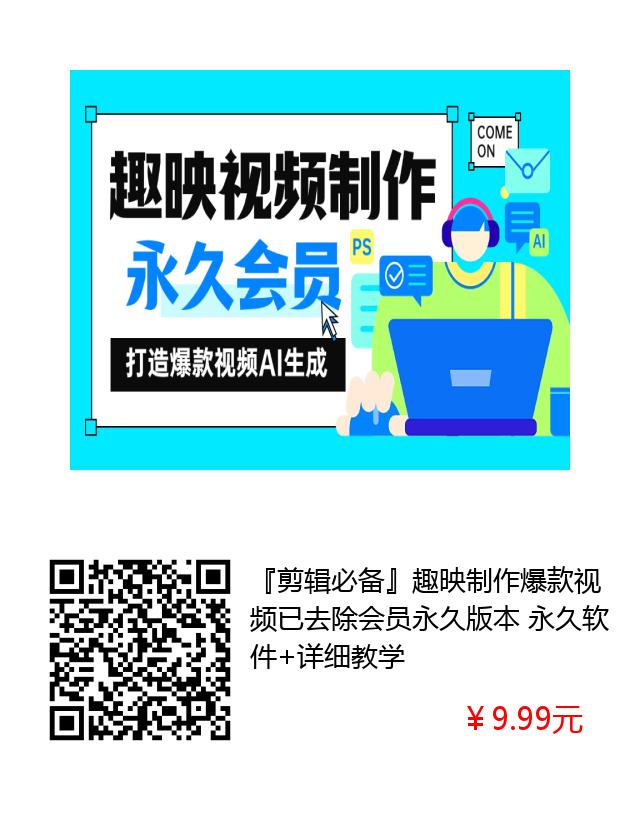 趣映视频制作
COME
ON
永久会员
PS
AI
打造爆款视频AI生成
『剪辑必备』趣映制作爆款视
频已去除会员永久版本 永久软
件+详细教学
¥ 9.99元